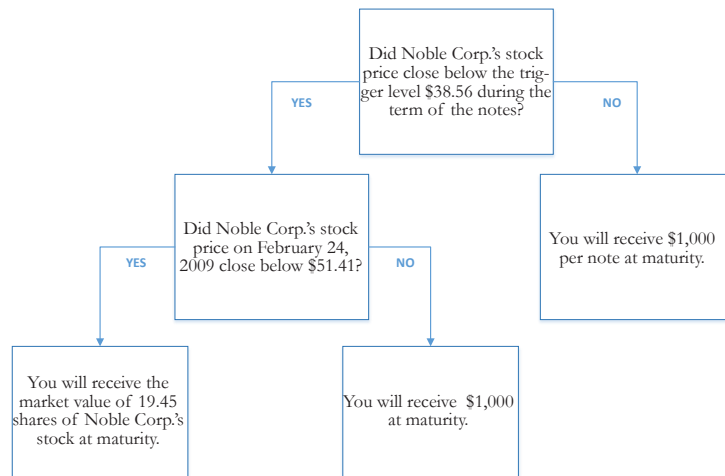 Did Noble Corp.'s stock
price close below the trig-
ger level $38.56 during the
term of the notes?
YES
NO
Did Noble Corp.'s stock
price on February 24,
2009 close below $51.41?
You will receive $1,000
per note at maturity.
YES
NO
You will receive the
market value of 19.45
shares of Noble Corp.'s
stock at maturity.
You will receive $1,000
at maturity.